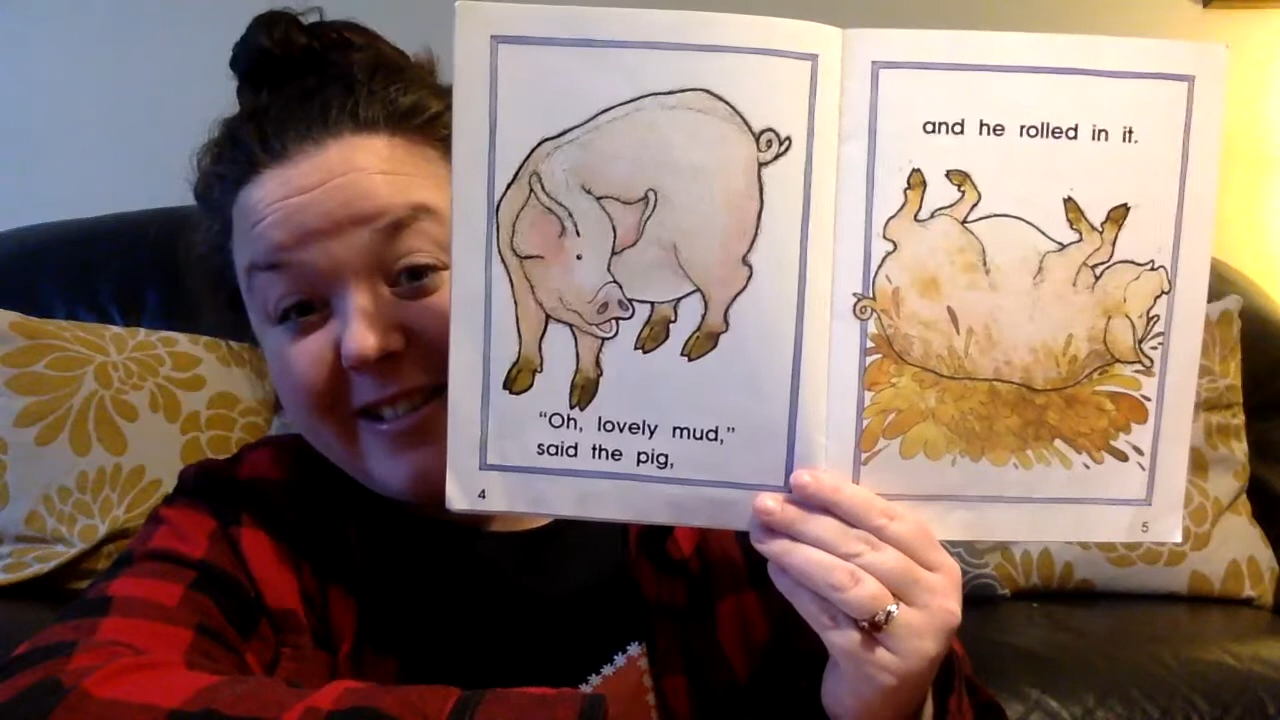 "Oh, lovely mud,"
said the pig,
4
and he rolled in it.
5